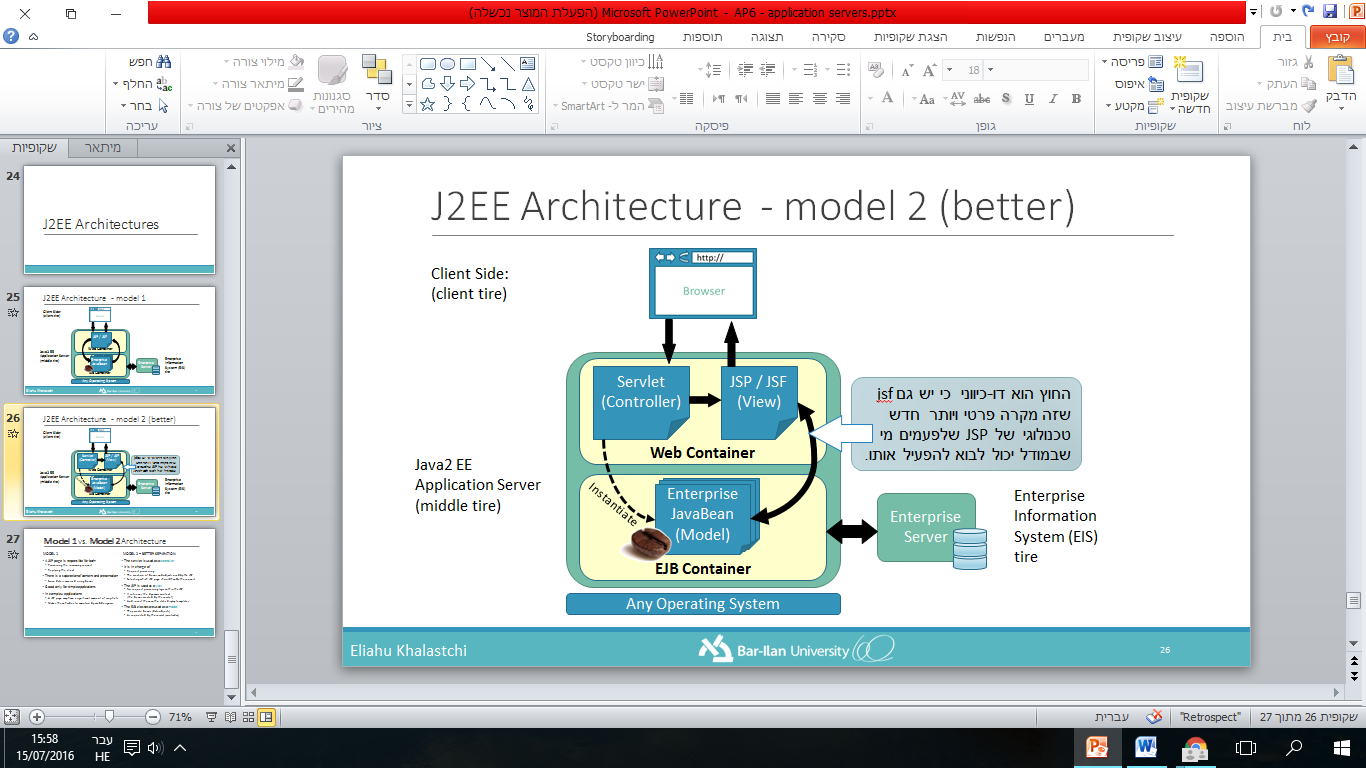 Microsoft PowerPoint - AP6 - application servers.pptx (הפעלת המוצר נכשלה)
קובץ
בית
הוספה
עיצוב שקופית
מעברים
הנפשות
הצגת שקופיות
סקירה
תצוגה
תוספות
Storyboarding
הדבק
גזור
העתק
מברשת עיצוב
לוח
שקופית חדשה
פריסה
איפוס
מקטע
שקופיות
18
גופן
כיוון טקסט
ישר טקסט
המר ל- SmartArt
פיסקה
סדר
סגנונות מהירים
מילוי צורה
מיתאר צורה
אפקטים של צורה
ציור
חפש
החלף
בחר
עריכה
שקופיות
מיתאר
24
J2EE Architectures
25
J2EE Architecture - model 1
26
J2EE Architecture - model 2 (better)
27
Model 1 vs. Model 2 Architecture
J2EE Architecture - model 2 (better)
Client Side:
(client tire)
http://
Browser
Servlet
(Controller)
JSP / JSF
(View)
Web Container
החוץ הוא דו-כיווני כי יש גם jsf
שזה מקרה פרטי ויותר חדש
טכנולוגי של JSP שלפעמים מי
שבמודל יכול לבוא להפעיל אותו.
Java2 EE
Application Server
(middle tire)
Instantiate
Enterprise
JavaBean
(Model)
EJB Container
Enterprise
Server
Enterprise
Information
System (EIS)
tire
Any Operating System
Eliahu Khalastchi
Bar-Ilan University
26
שקופית 26 מתוך 27
"Retrospect"
עברית
71%
15:58
15/07/2016
עבר
HE